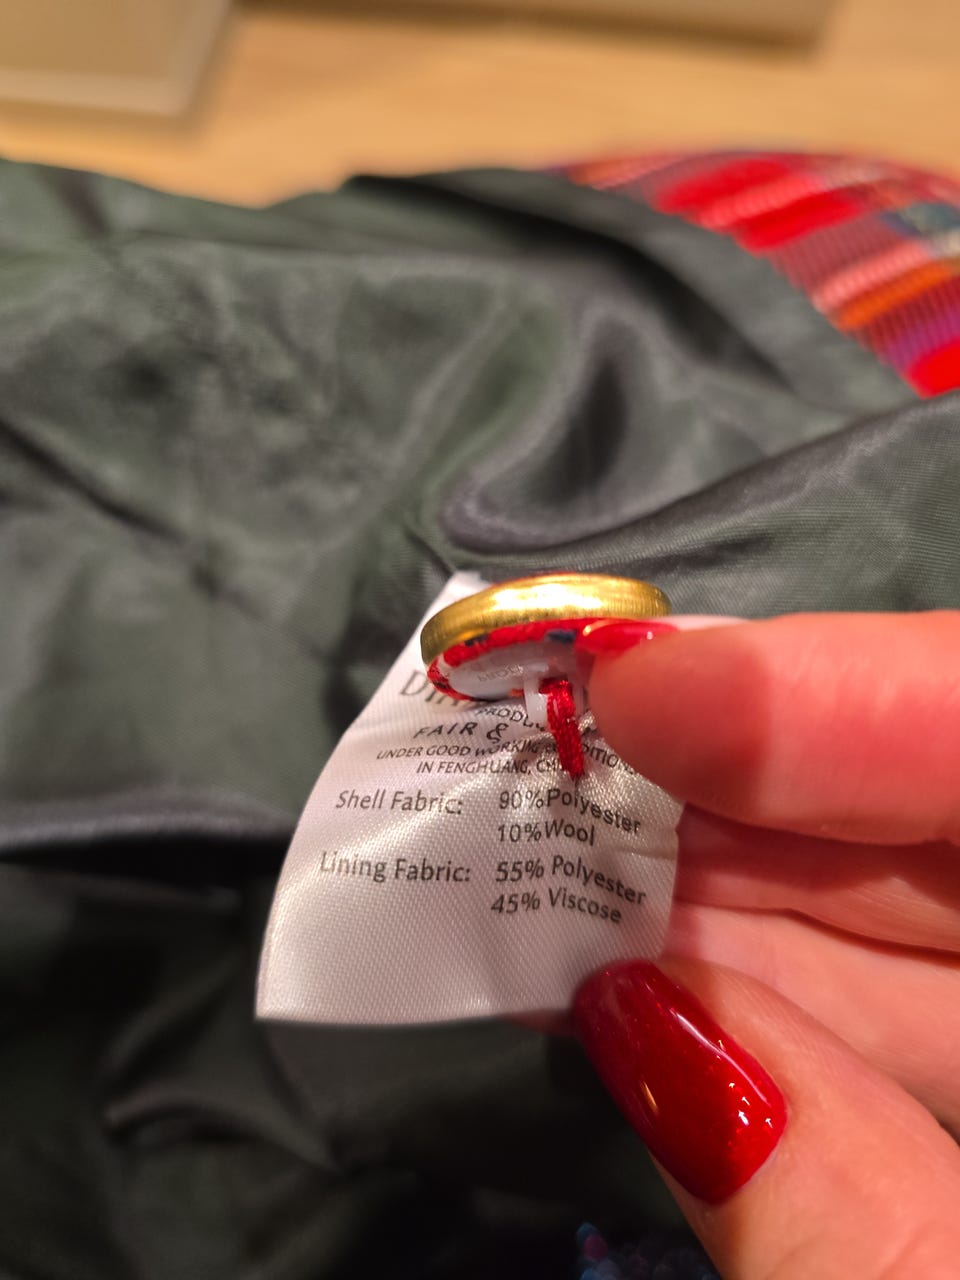 FAIR &
UNDER GOOD WORKING
IN FENGHUANG,
Shell Fabric: 90%Polyester
10%Wool
Lining Fabric: 55% Polyester
45% Viscose